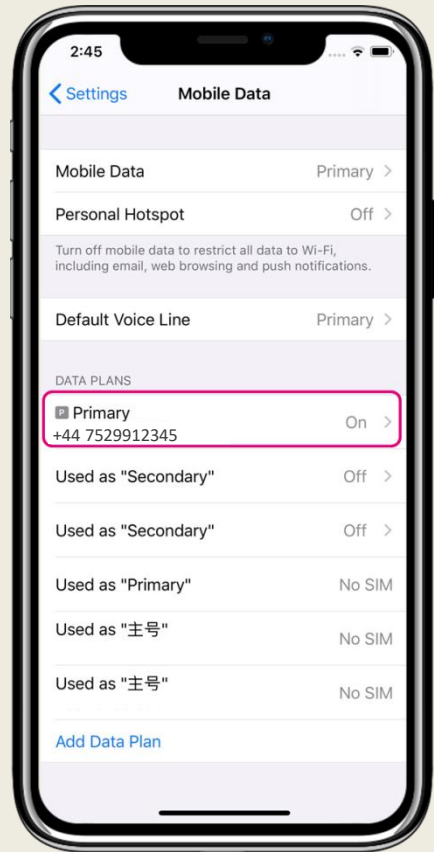 2:45
Settings
Mobile Data
Mobile Data Primary
Personal Hotspot Off
Turn off mobile data to restrict all data to Wi-Fi,
including email, web browsing and push notifications.
Default Voice Line Primary
DATA PLANS
P Primary
+44 7529912345 On
Used as "Secondary" Off
Used as "Secondary" Off
Used as "Primary" No SIM
Used as "主号" No SIM
Used as "主号" No SIM
Add Data Plan